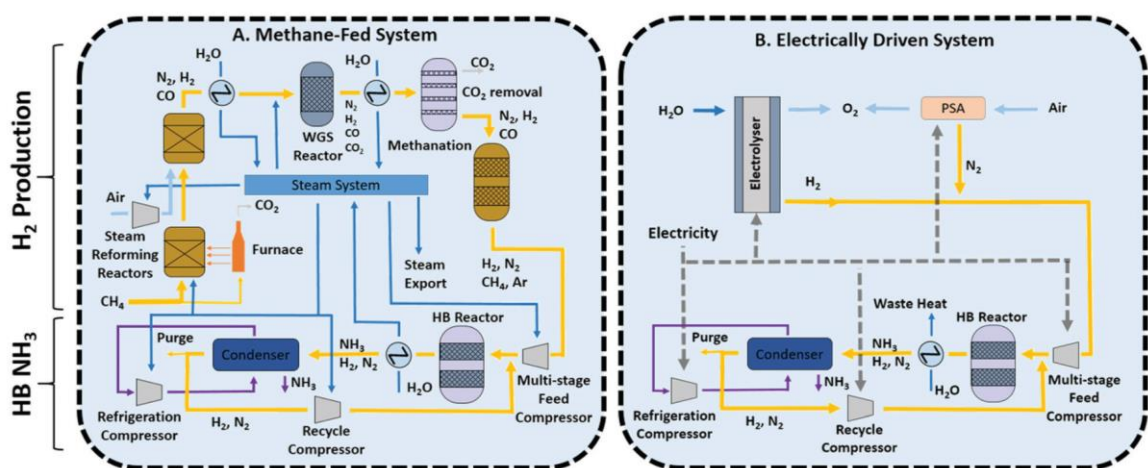 H₂ Production
HB NH₃
A. Methane-Fed System
H₂O
N₂, H₂
CO
H₂O
CO₂
CO₂ removal
N₂
H₂
CO
CO₂
WGS
Reactor
Methanation
N₂, H₂
CO
Steam System
Air
CO₂
Steam
Reforming
Reactors
Furnace
Steam
Export
H₂, N₂
CH₄, Ar
CH₄
HB Reactor
Purge
Condenser
NH₃
H₂, N₂
NH₃
H₂O
Multi-stage
Feed
Compressor
Refrigeration
Compressor
H₂, N₂
Recycle
Compressor
B. Electrically Driven System
H₂O
Electrolyser
O₂
PSA
Air
N₂
H₂
Electricity
Waste Heat
HB Reactor
Purge
Condenser
NH₃
H₂, N₂
NH₃
H₂O
Multi-stage
Feed
Compressor
Refrigeration
Compressor
H₂, N₂
Recycle
Compressor